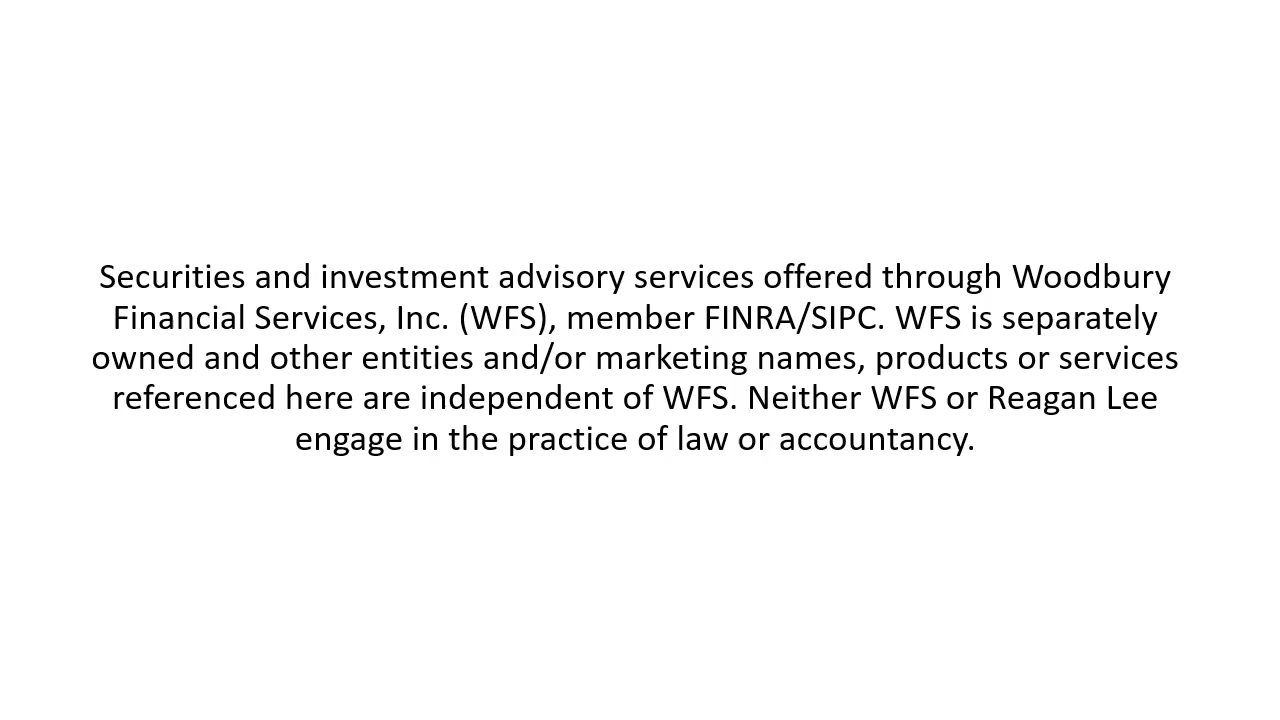 Securities and investment advisory services offered through Woodbury
Financial Services, Inc. (WFS), member FINRA/SIPC. WFS is separately
owned and other entities and/or marketing names, products or services
referenced here are independent of WFS. Neither WFS or Reagan Lee
engage in the practice of law or accountancy.